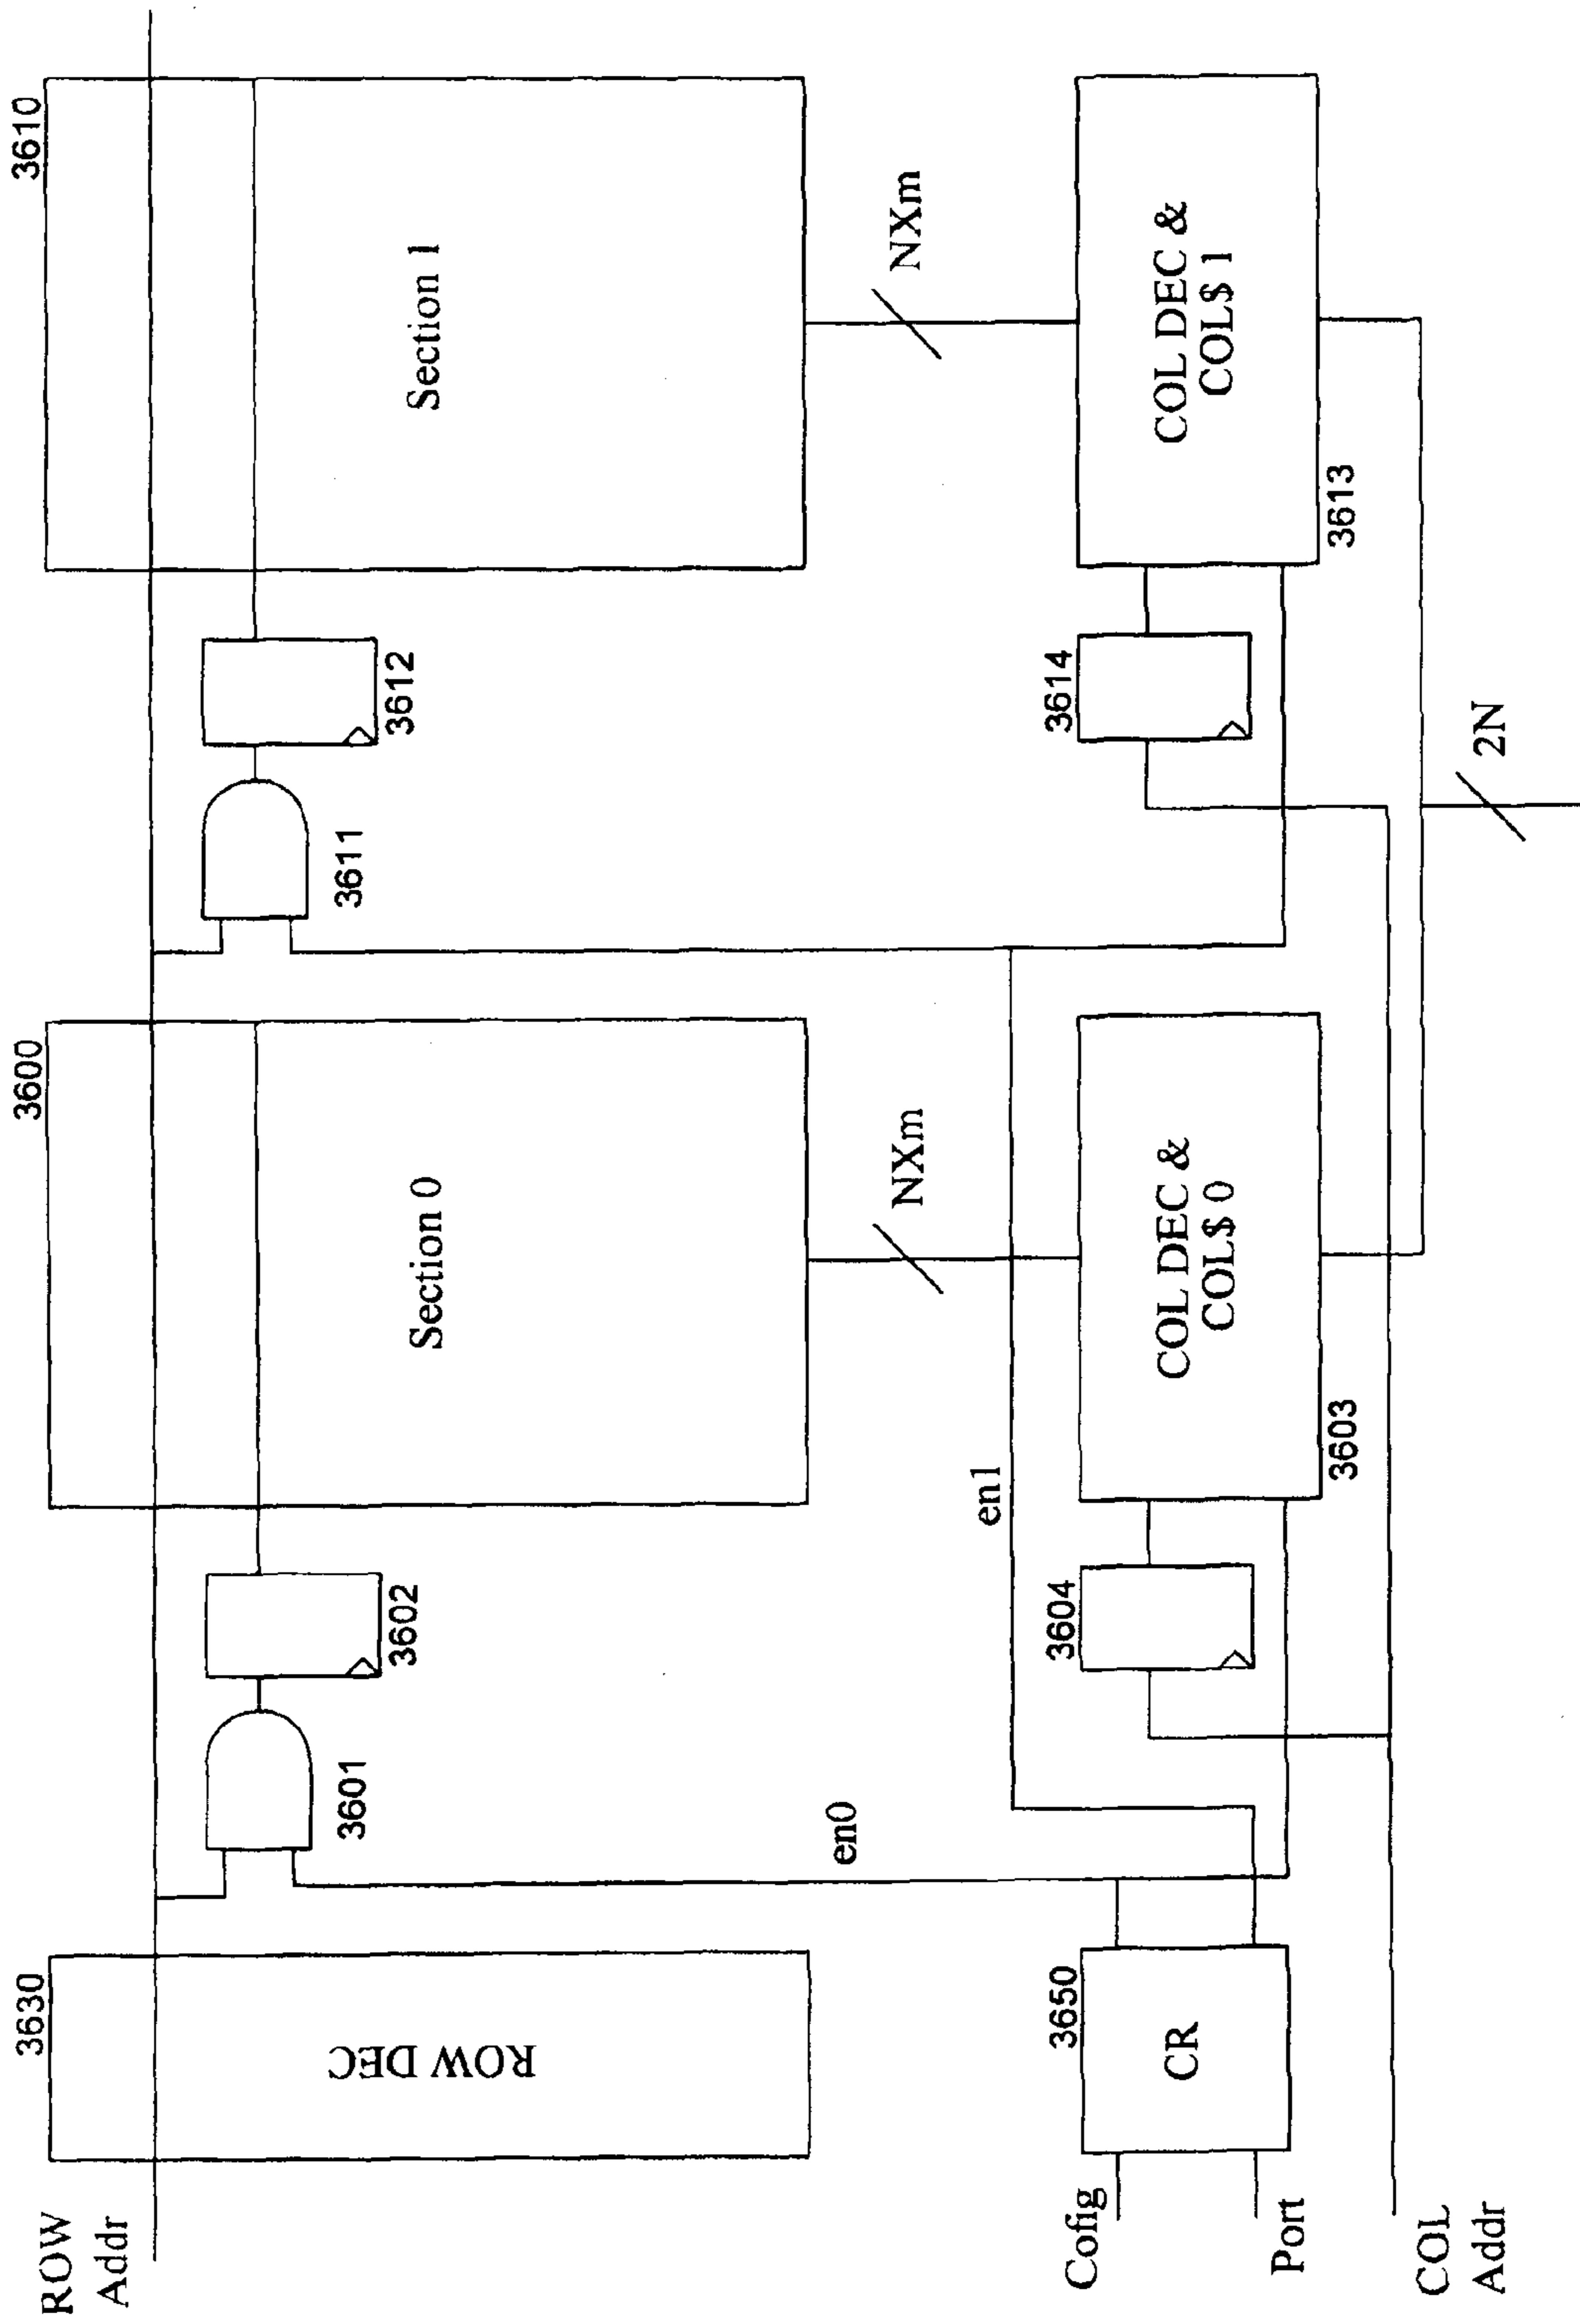 ROW
Addr
3630
ROW DEC
3601
3602
3600
Section 0
3611
3612
3610
Section 1
en0
en1
NXm
NXm
Cofig
Port
3650
CR
3604
COL DEC &
COL$ 0
3603
3614
COL DEC &
COL$ 1
3613
COL
Addr
2N